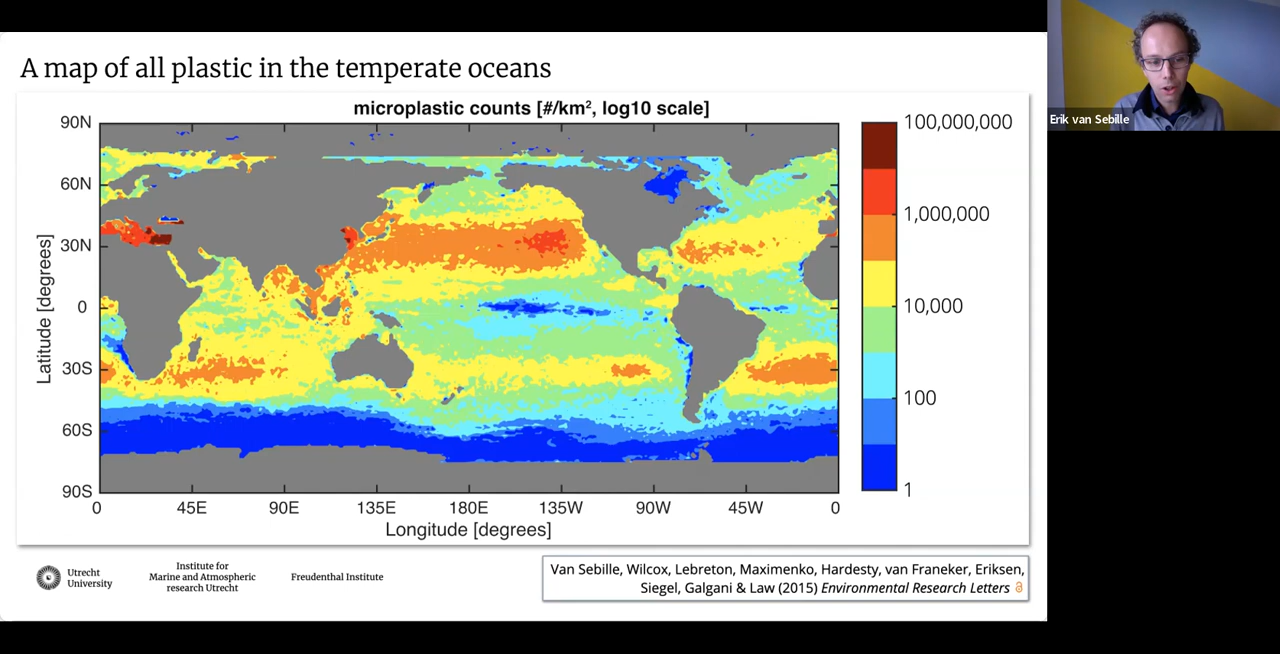 A map of all plastic in the temperate oceans
Erik van Sebille
microplastic counts [#/km², log10 scale]
90N
60N
30N
0
30S
60S
90S
Latitude [degrees]
0 45E 90E 135E 180E 135W 90W 45W 0
Longitude [degrees]
100,000,000
1,000,000
10,000
100
1
Utrecht
University
Institute for
Marine and Atmospheric
research Utrecht
Freudenthal Institute
Van Sebille, Wilcox, Lebreton, Maximenko, Hardesty, van Franeker, Eriksen,
Siegel, Galgani & Law (2015) Environmental Research Letters